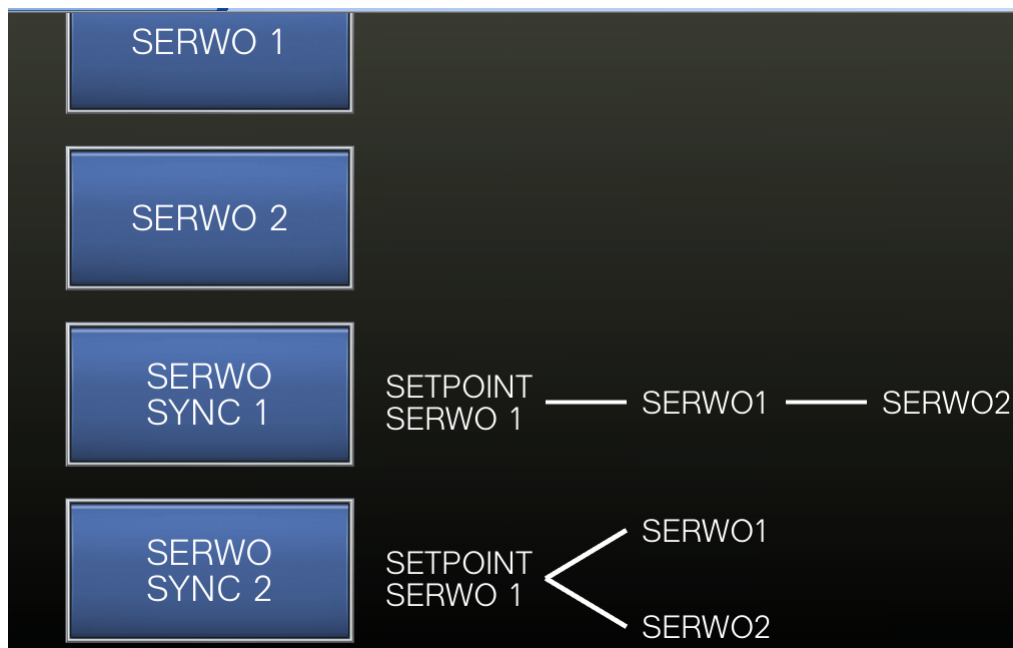 SERWO 1
SERWO 2
SERWO
SYNC 1
SETPOINT
SERWO 1
SERWO1
SERWO2
SERWO
SYNC 2
SETPOINT
SERWO 1
SERWO1
SERWO2